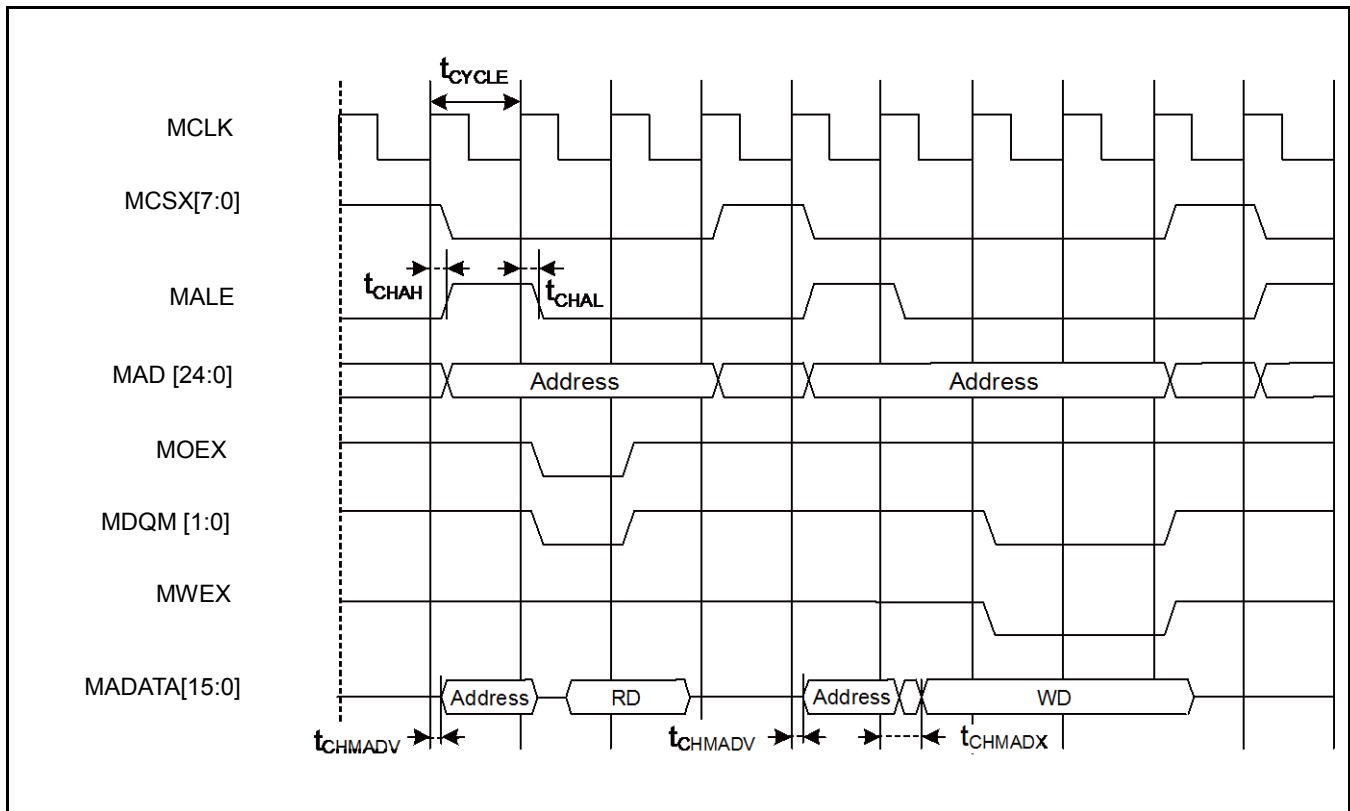 tCYCLE
MCLK
MCSX[7:0]
tCHAH
tCHAL
MALE
MAD [24:0]
Address
Address
MOEX
MDQM [1:0]
MWEX
MADATA[15:0]
Address
RD
Address
WD
tCHMADV
tCHMADV
tCHMADX